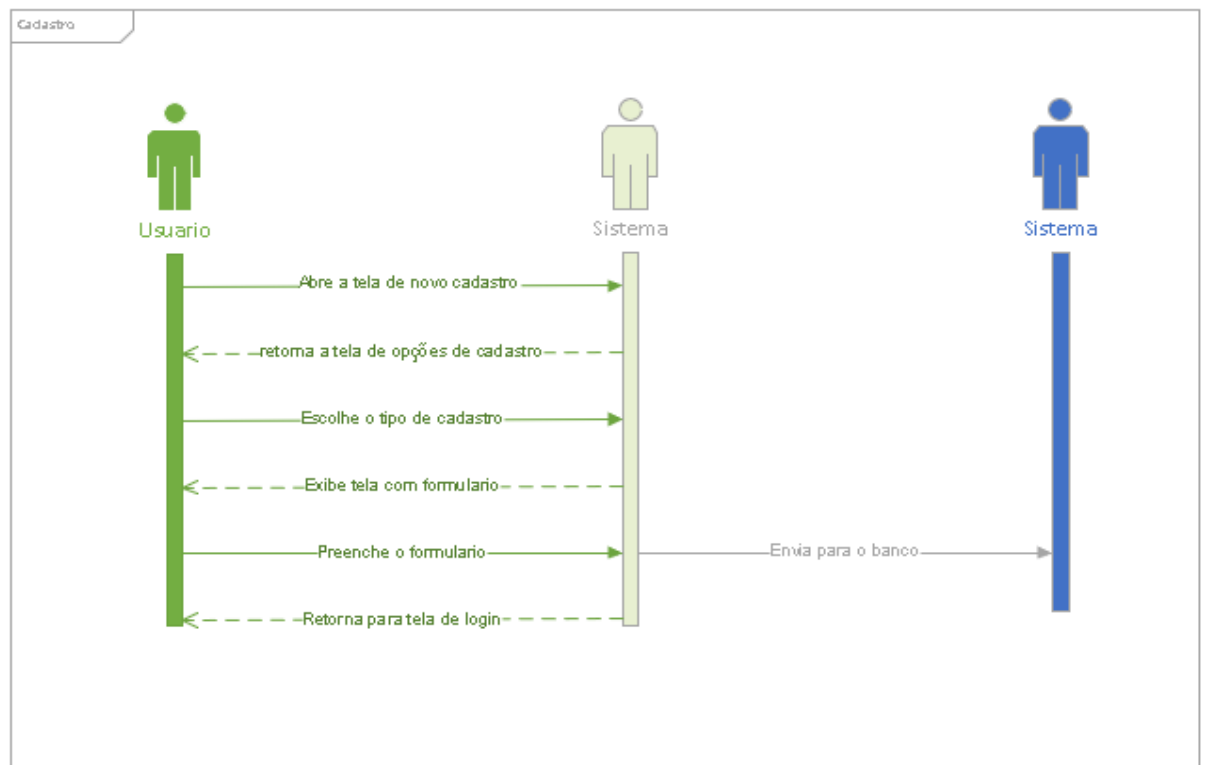 Cadastro
Usuario
Sistema
Sistema
Abre a tela de novo cadastro
retorna a tela de opções de cadastro
Escolhe o tipo de cadastro
Exibe tela com formulario
Preenche o formulario
Envia para o banco
Retorna para tela de login